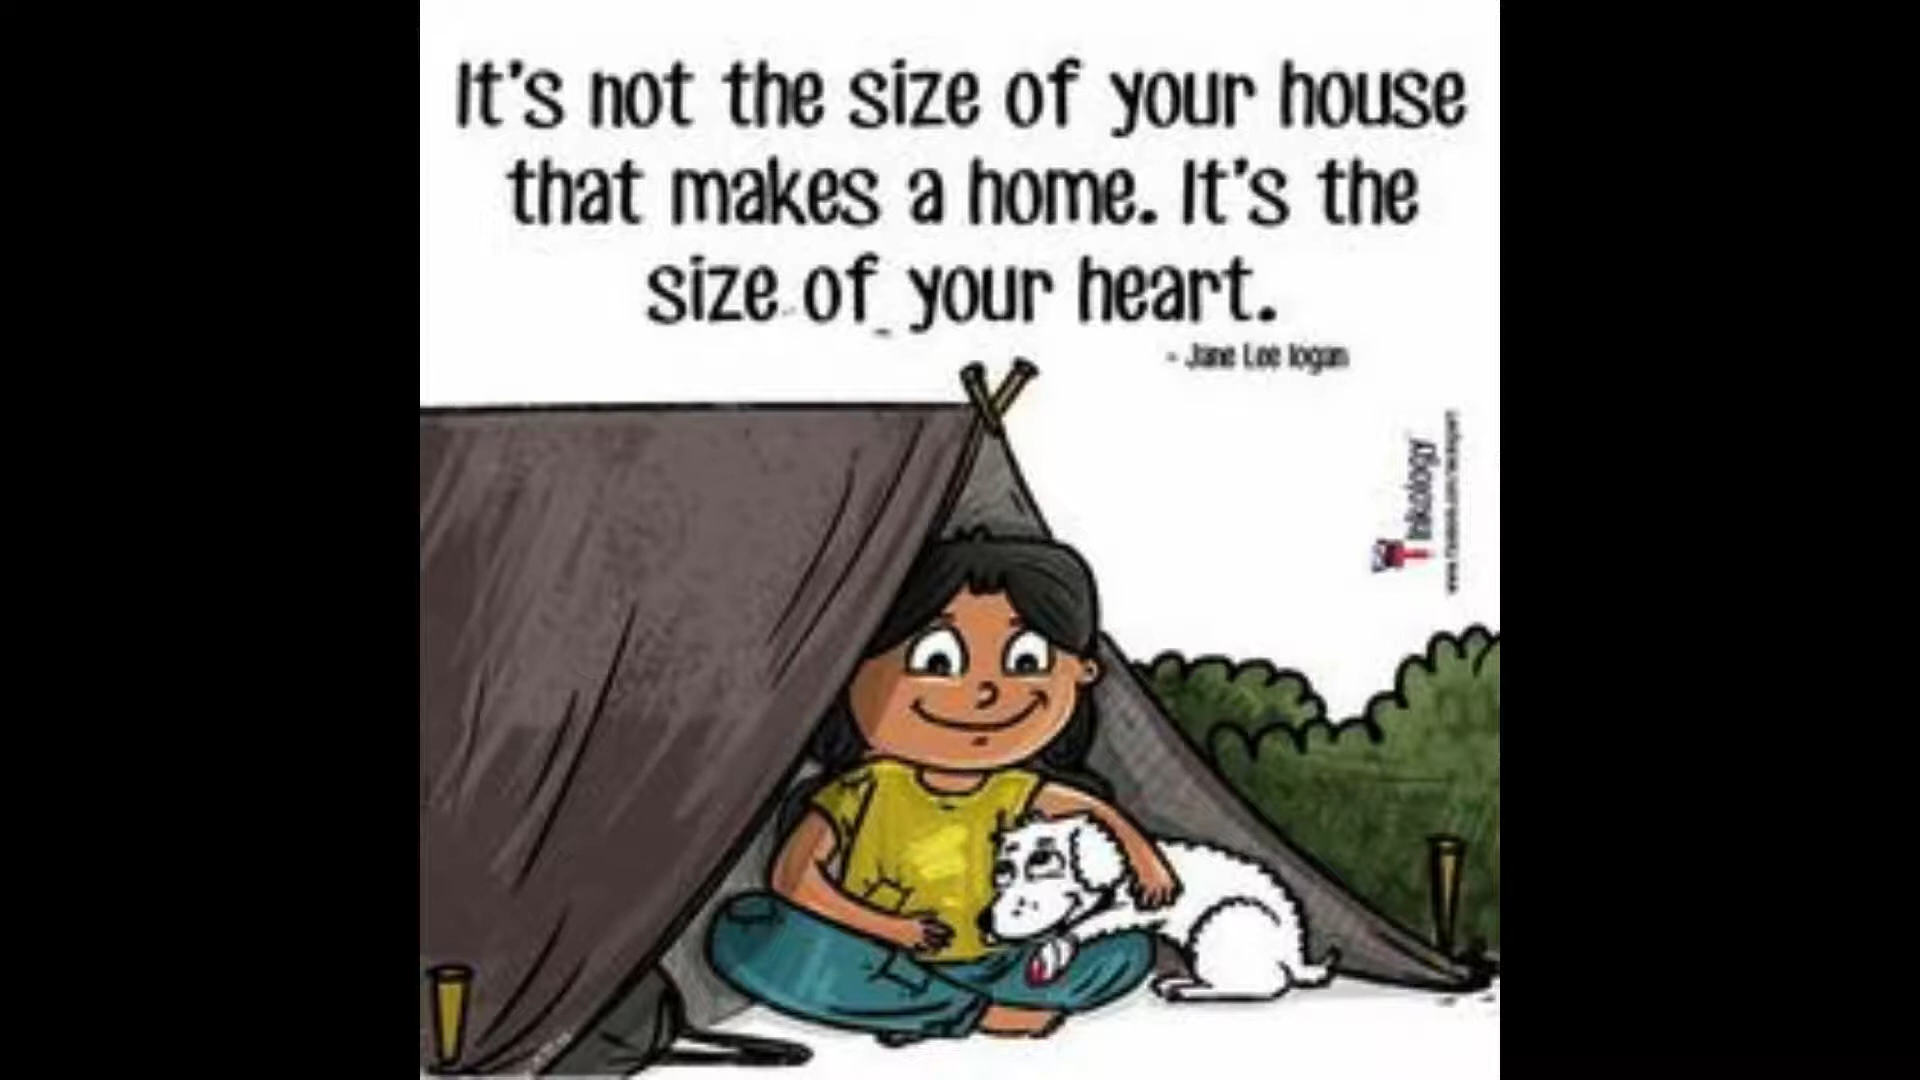 It's not the size of your house
that makes a home. It's the
size of your heart.
- Jane Lee logan
Inkology